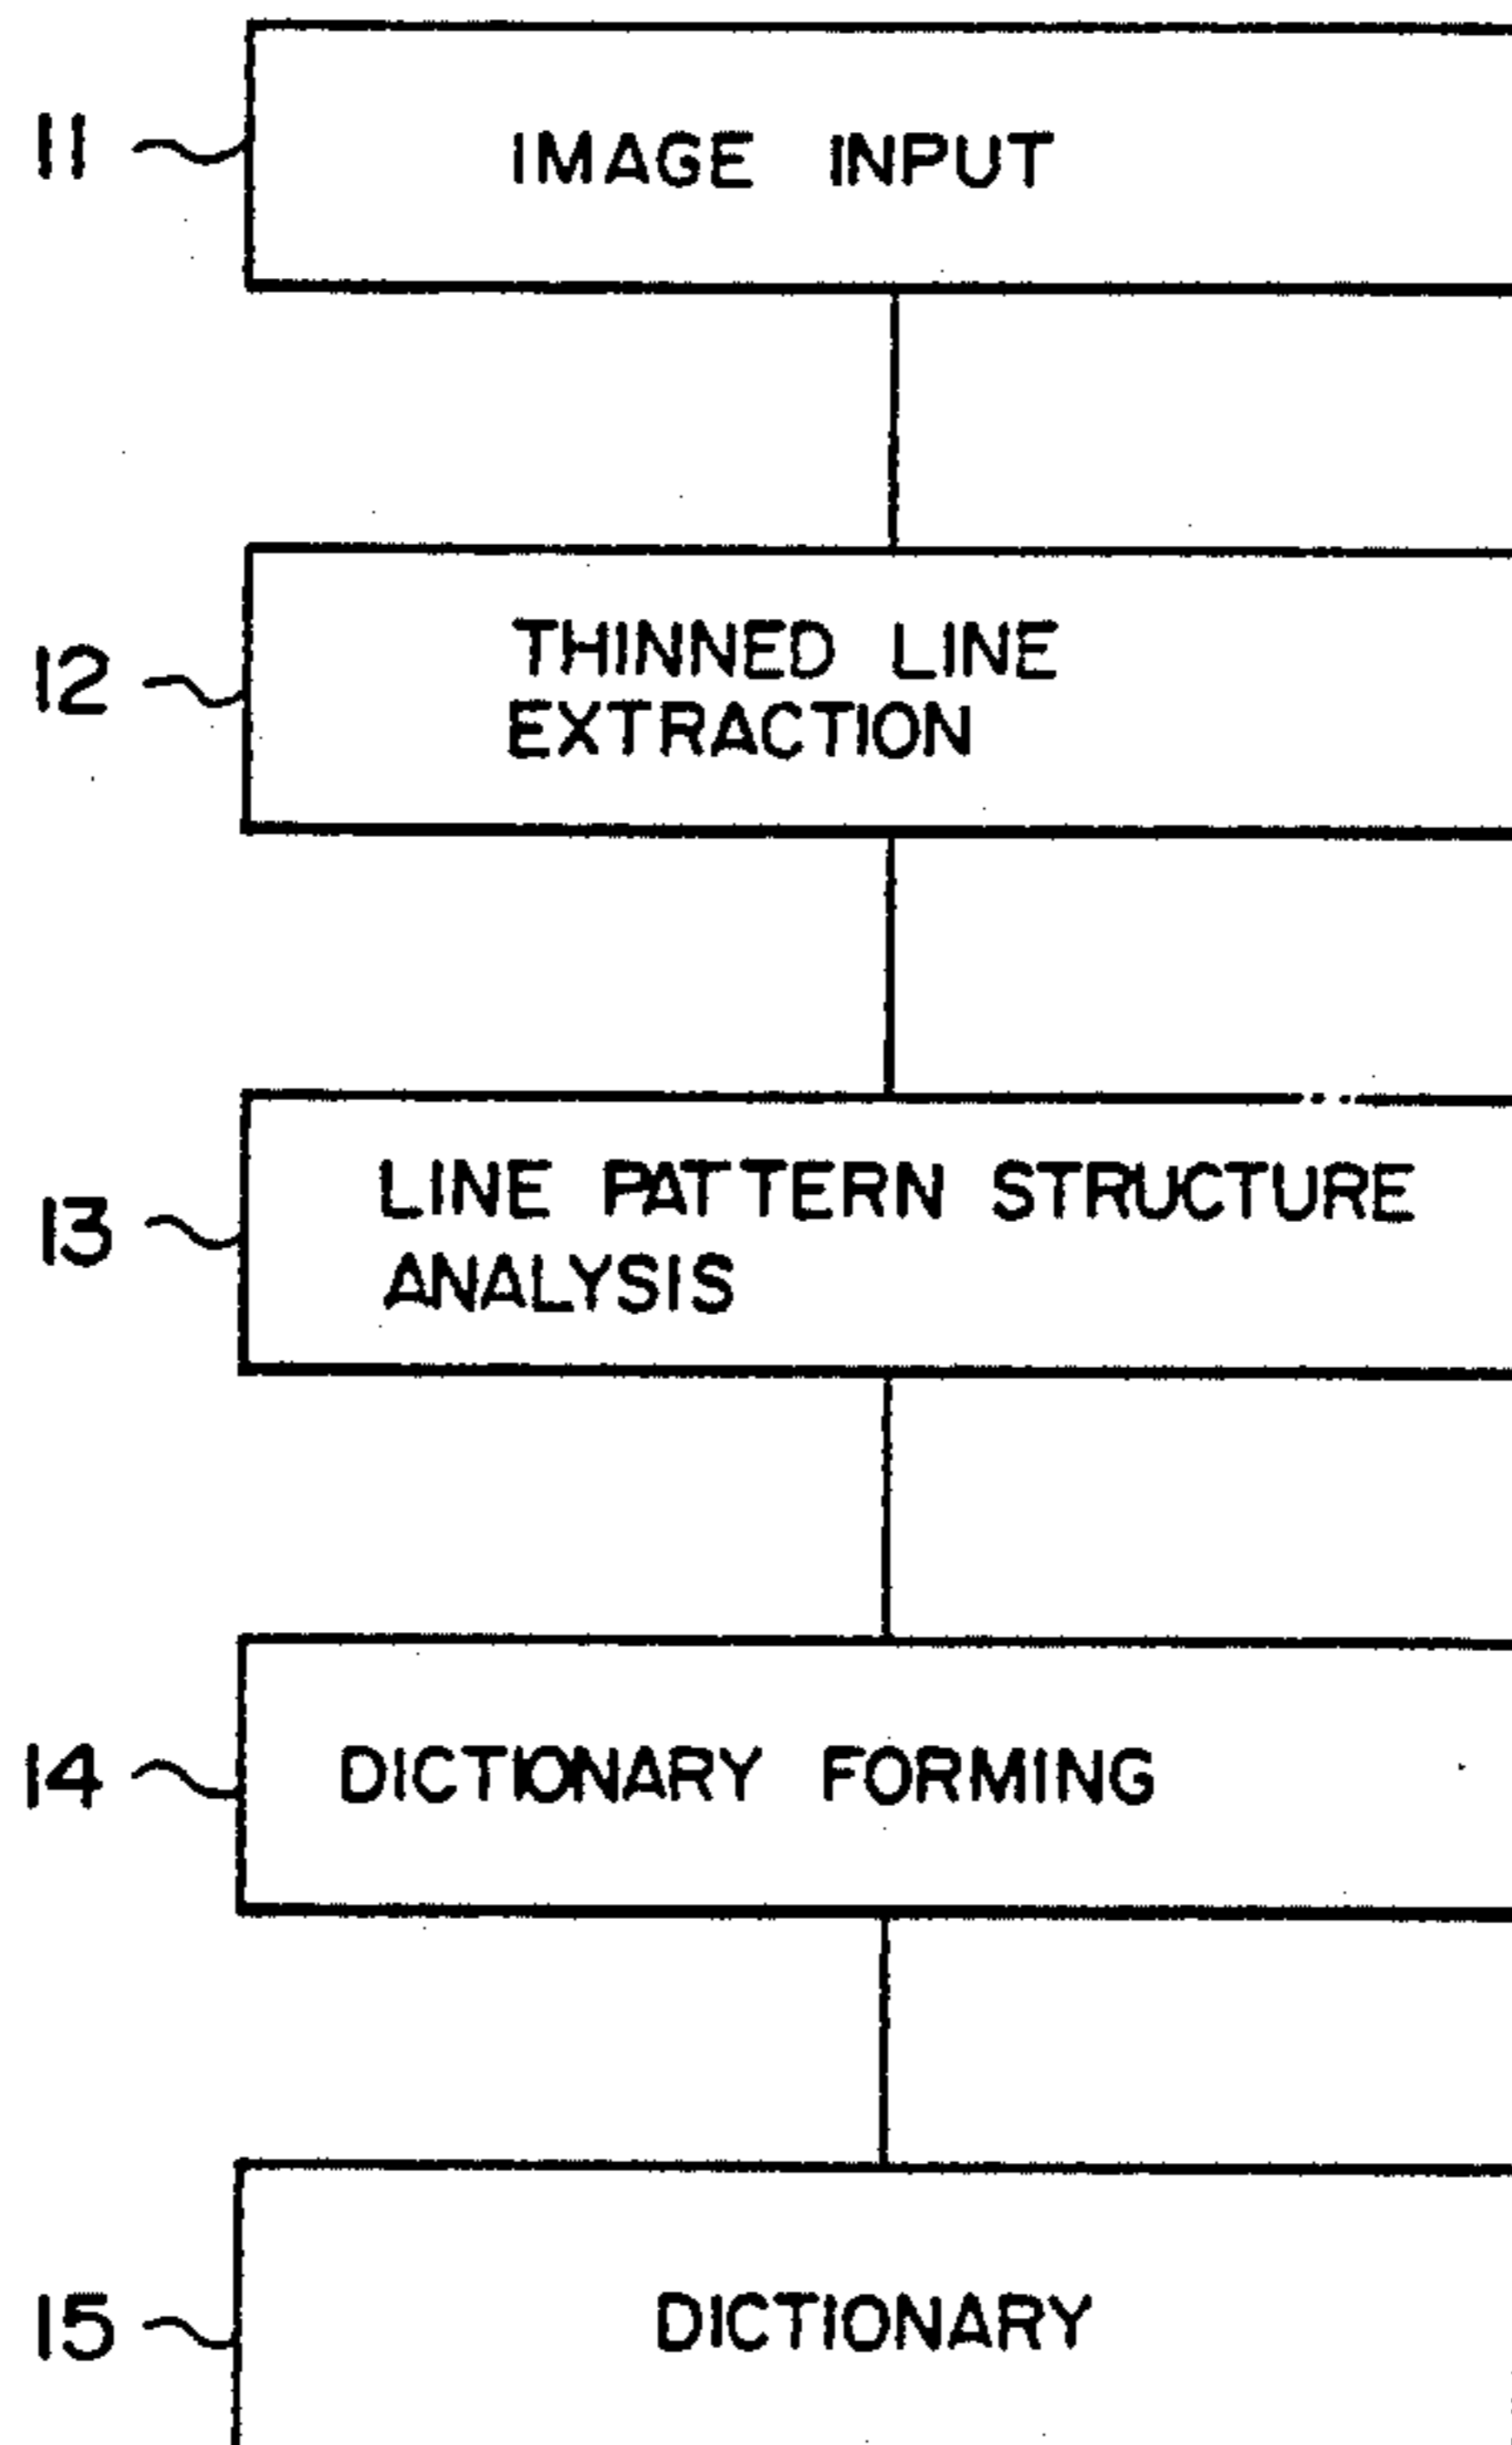 11 IMAGE INPUT
12 THINNED LINE
EXTRACTION
13 LINE PATTERN STRUCTURE
ANALYSIS
14 DICTIONARY FORMING
15 DICTIONARY